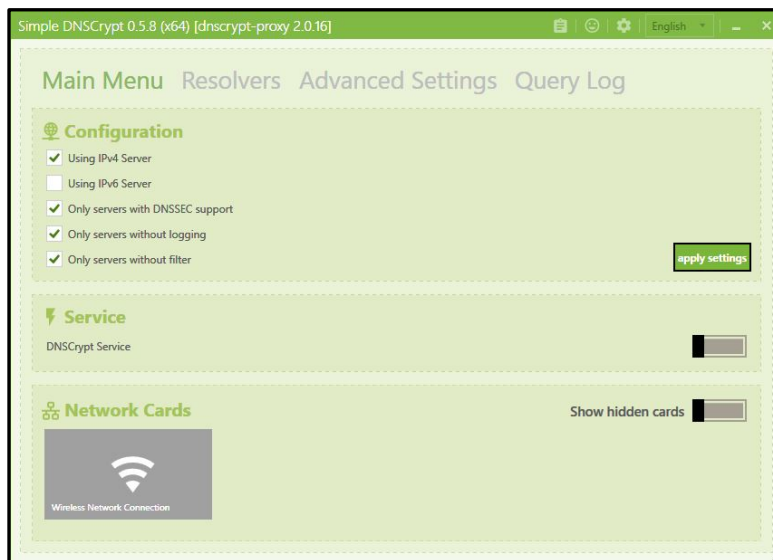 Simple DNSCrypt 0.5.8 (x64) [dnscrypt-proxy 2.0.16]
English
Main Menu Resolvers Advanced Settings Query Log
Configuration
Using IPv4 Server
Using IPv6 Server
Only servers with DNSSEC support
Only servers without logging
Only servers without filter
apply settings
Service
DNSCrypt Service
Network Cards
Show hidden cards
Wireless Network Connection